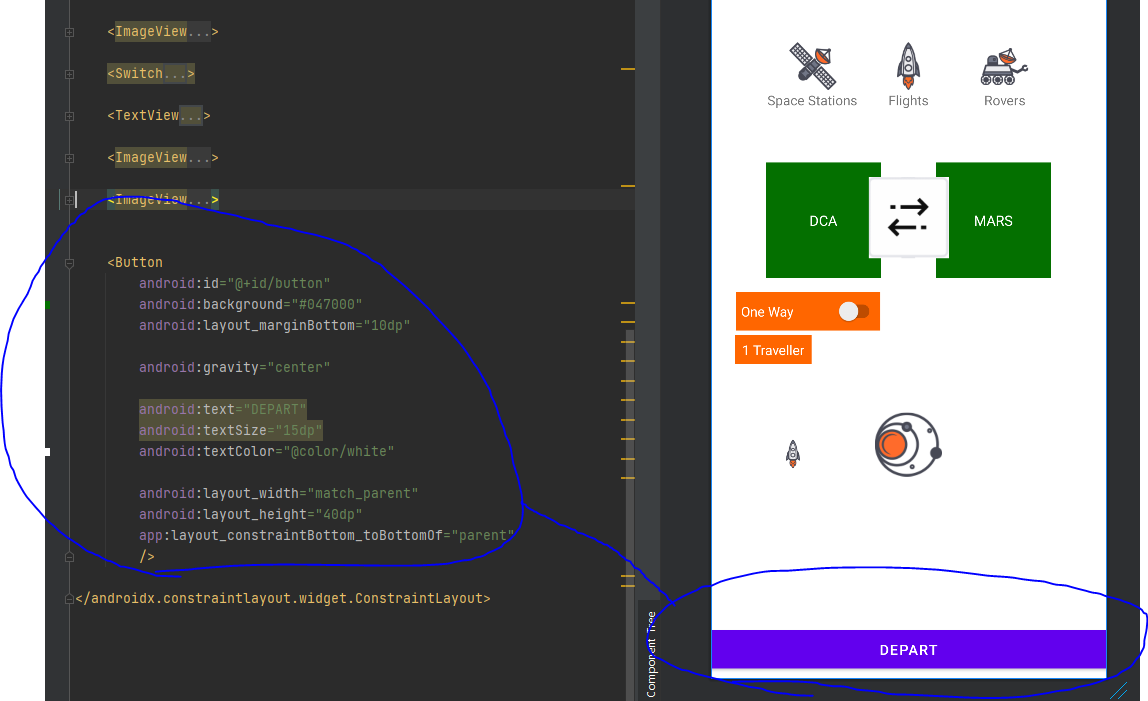 <ImageView...>
<Switch...>
<TextView...>
<ImageView...>
<ImageView...>
<Button
android:id="@+id/button"
android:background="#047000"
android:layout_marginBottom="10dp"
android:gravity="center"
android:text="DEPART"
android:textSize="15dp"
android:textColor="@color/white"
android:layout_width="match_parent"
android:layout_height="40dp"
app:layout_constraintBottom_toBottomOf="parent"
/>
</androidx.constraintlayout.widget.ConstraintLayout>
Component Tree
Space Stations Flights Rovers
DCA MARS
One Way
1 Traveller
DEPART